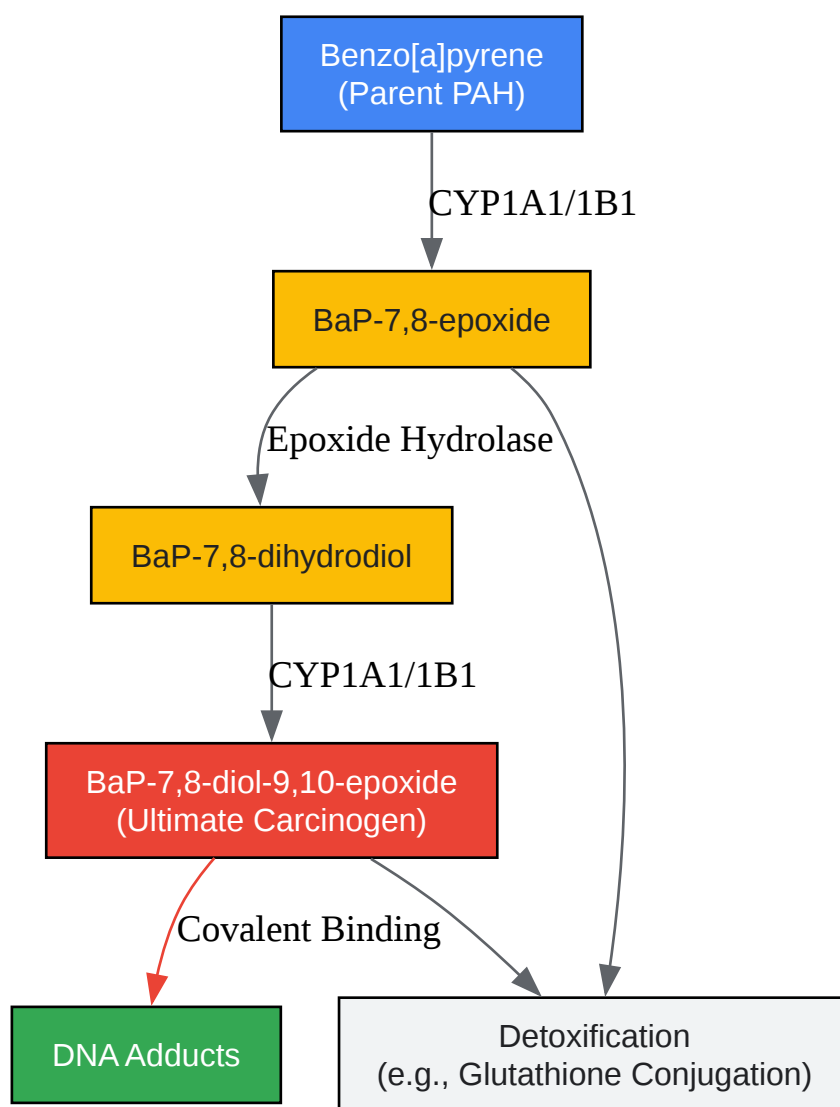 Benzo[a]pyrene
(Parent PAH)
CYP1A1/1B1
BaP-7,8-epoxide
Epoxide Hydrolase
BaP-7,8-dihydrodiol
CYP1A1/1B1
BaP-7,8-diol-9,10-epoxide
(Ultimate Carcinogen)
Covalent Binding
DNA Adducts
Detoxification
(e.g., Glutathione Conjugation)